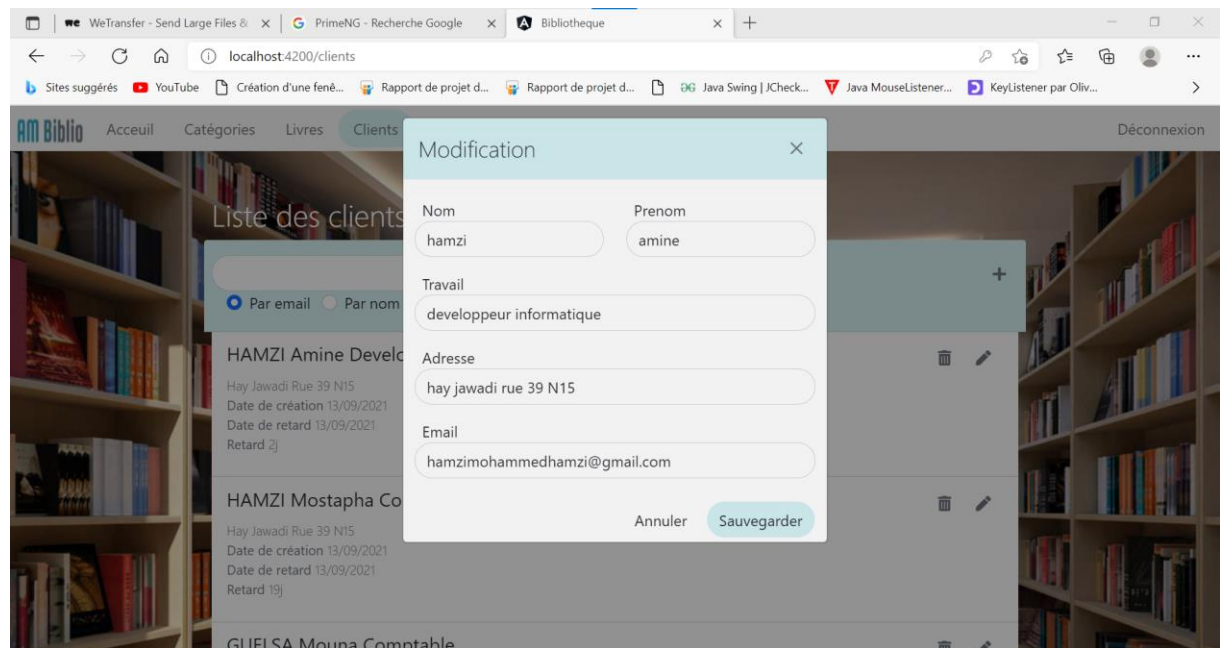 WeTransfer - Send Large Files &
PrimeNG - Recherche Google
Bibliotheque
localhost:4200/clients
Sites suggérés YouTube Création d'une fenê... Rapport de projet d... Rapport de projet d... Java Swing | JCheck... Java MouseListener... KeyListener par Oliv...
AM Biblio Acceuil Catégories Livres Clients Déconnexion
Modification
Liste des clients
Nom Prenom
hamzi amine
Par email Par nom
Travail
developpeur informatique
HAMZI Amine Develo
Hay Jawadi Rue 39 N15
Date de création 13/09/2021
Date de retard 13/09/2021
Retard 2j
Adresse
hay jawadi rue 39 N15
Email
hamzimohammedhamzi@gmail.com
Annuler Sauvegarder
HAMZI Mostapha Co
Hay Jawadi Rue 39 N15
Date de création 13/09/2021
Date de retard 13/09/2021
Retard 19j
GUELSA Mouna Comptable